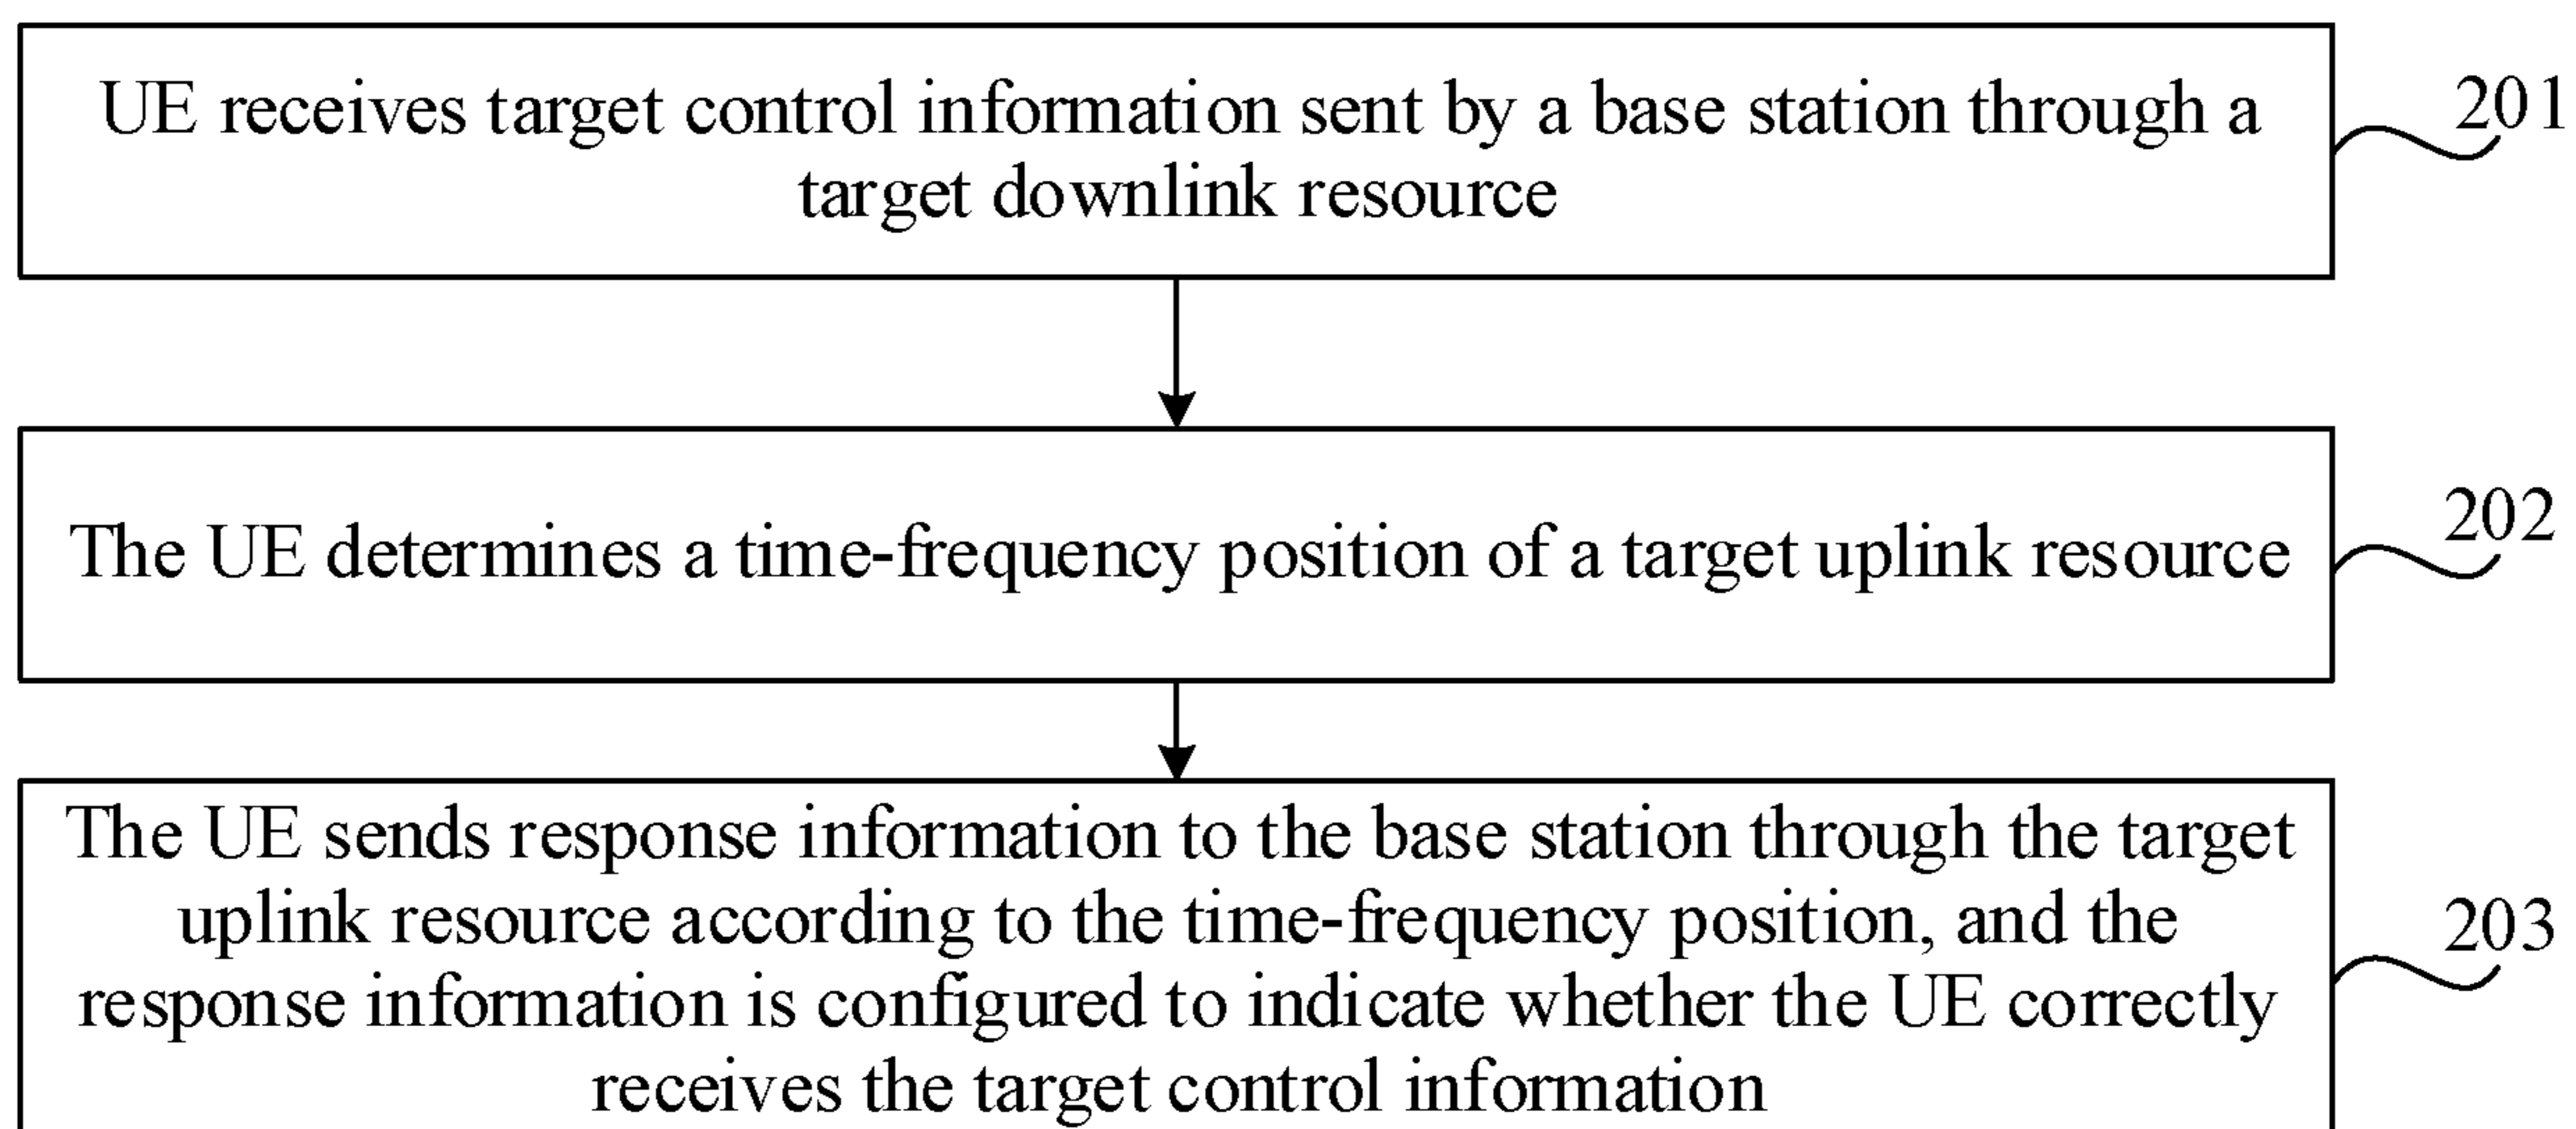 UE receives target control information sent by a base station through a
target downlink resource
201
The UE determines a time-frequency position of a target uplink resource
202
The UE sends response information to the base station through the target
uplink resource according to the time-frequency position, and the
response information is configured to indicate whether the UE correctly
receives the target control information
203